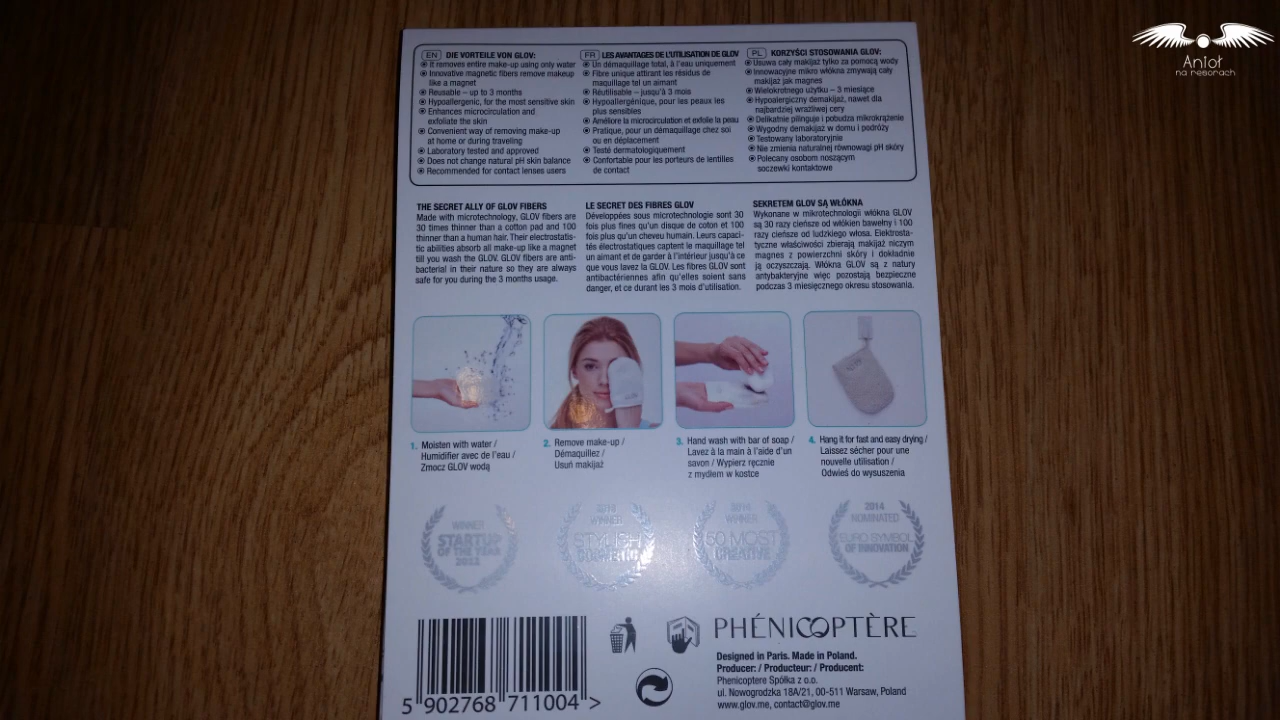 Anioł
na resorach
EN DIE VORTEILE VON GLOV:
It removes entire make-up using only water
Innovative magnetic fibers remove makeup
like a magnet
Reusable – up to 3 months
Hypoallergenic, for the most sensitive skin
Enhances microcirculation and
exfoliate the skin
Convenient way of removing make-up
at home or during traveling
Laboratory tested and approved
Does not change natural pH skin balance
Recommended for contact lenses users
FR LES AVANTAGES DE L'UTILISATION DE GLOV
Un démaquillage total, à l'eau uniquement
Fibre unique attirant les résidus de
maquillage tel un aimant
Réutilisable – jusqu'à 3 mois
Hypoallergénique, pour les peaux les
plus sensibles
Améliore la microcirculation et exfolie la peau
Pratique, pour un démaquillage chez soi
ou en déplacement
Testé dermatologiquement
Confortable pour les porteurs de lentilles
de contact
PL KORZYŚCI STOSOWANIA GLOV:
Usuwa cały makijaż tylko za pomocą wody
Innowacyjne mikro włókna zmywają cały
makijaż jak magnes
Wielokrotnego użytku – 3 miesiące
Hypoalergiczny demakijaż, nawet dla
najbardziej wrażliwej cery
Delikatnie pilinguje i pobudza mikrokrążenie
Wygodny demakijaż w domu i podróży
Testowany laboratoryjnie
Nie zmienia naturalnej równowagi pH skóry
Polecany osobom noszącym
soczewki kontaktowe
THE SECRET ALLY OF GLOV FIBERS
Made with microtechnology, GLOV fibers are
30 times thinner than a cotton pad and 100
thinner than a human hair. Their electrostatis-
tic abilities absorb all make-up like a magnet
till you wash the GLOV. GLOV fibers are anti-
bacterial in their nature so they are always
safe for you during the 3 months usage.
LE SECRET DES FIBRES GLOV
Développées sous microtechnologie sont 30
fois plus fines qu'un disque de coton et 100
fois plus qu'un cheveu humain. Leurs capaci-
tés électrostatiques captent le maquillage tel
un aimant et de garder à l'intérieur jusqu'à ce
que vous lavez la GLOV. Les fibres GLOV sont
antibactériennes afin qu'elles soient sans
danger, et ce durant les 3 mois d'utilisation.
SEKRETEM GLOV SĄ WŁÓKNA
Wykonane w mikrotechnologii włókna GLOV
są 30 razy cieńsze od włókien bawełny i 100
razy cieńsze od ludzkiego włosa. Elektrosta-
tyczne właściwości zbierają makijaż niczym
magnes z powierzchni skóry i dokładnie
ją oczyszczają. Włókna GLOV są z natury
antybakteryjne więc pozostają bezpieczne
podczas 3 miesięcznego okresu stosowania.
1. Moisten with water /
Humidifier avec de l'eau /
Zmocz GLOV wodą
2. Remove make-up /
Démaquillez /
Usuń makijaż
3. Hand wash with bar of soap /
Lavez à la main à l'aide d'un
savon / Wypierz ręcznie
z mydłem w kostce
4. Hang it for fast and easy drying /
Laissez sécher pour une
nouvelle utilisation /
Odwieś do wysuszenia
WINNER
STARTUP
OF THE YEAR
WINNER
STYLISH
WINNER
50 MOST
CREATIVE
2014
NOMINATED
EURO SYMBOL
OF INNOVATION
5 902768 711004 >
PHÉNICOPTÈRE
Designed in Paris. Made in Poland.
Producer: / Producteur: / Producent:
Phenicoptere Spółka z o.o.
ul. Nowogrodzka 18A/21, 00-511 Warsaw, Poland
www.glov.me, contact@glov.me